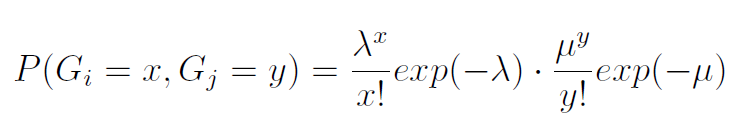 P(G_i = x, G_j = y) = \frac{\lambda^x}{x!} exp(-\lambda) \cdot \frac{\mu^y}{y!} exp(-\mu)